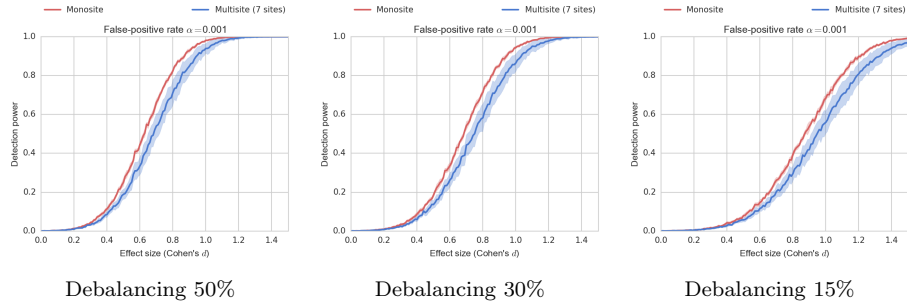 Monosite Multisite (7 sites)
False-positive rate α=0.001
1.0
0.8
0.6
0.4
0.2
0.0
Detection power
0.0 0.2 0.4 0.6 0.8 1.0 1.2 1.4
Effect size (Cohen's d)
Debalancing 50%
Monosite Multisite (7 sites)
False-positive rate α=0.001
1.0
0.8
0.6
0.4
0.2
0.0
Detection power
0.0 0.2 0.4 0.6 0.8 1.0 1.2 1.4
Effect size (Cohen's d)
Debalancing 30%
Monosite Multisite (7 sites)
False-positive rate α=0.001
1.0
0.8
0.6
0.4
0.2
0.0
Detection power
0.0 0.2 0.4 0.6 0.8 1.0 1.2 1.4
Effect size (Cohen's d)
Debalancing 15%